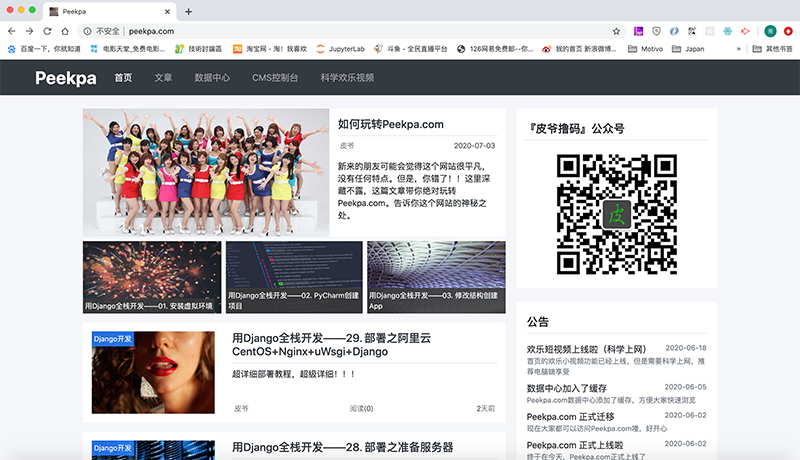 Peekpa
不安全 | peekpa.com
百度一下，你就知道 电影天堂_免费电影... 技術討論區 淘宝网 - 淘！我喜欢 JupyterLab 斗鱼 - 全民直播平台 126网易免费邮--你... 我的首页 新浪微博... Motivo Japan » 其他书签
Peekpa 首页 文章 数据中心 CMS控制台 科学欢乐视频
如何玩转Peekpa.com
皮爷 2020-07-03
新来的朋友可能会觉得这个网站很平凡，
没有任何特点。但是，你错了！！这里深
藏不露，这篇文章带你绝对玩转
Peekpa.com。告诉你这个网站的神秘之
处。
用Django全栈开发——01. 安装虚拟环境
用Django全栈开发——02. PyCharm创建
项目
用Django全栈开发——03. 修改结构创建
App
Django开发
用Django全栈开发——29. 部署之阿里云
CentOS+Nginx+uWsgi+Django
超详细部署教程，超级详细！！！
皮爷 阅读(0) 2天前
Django开发
用Django全栈开发——28. 部署之准备服务器
『皮爷撸码』公众号
皮
公告
欢乐短视频上线啦（科学上网） 2020-06-18
首页的欢乐小视频功能已经上线，但是需要科学上网，推
荐电脑端享受
数据中心加入了缓存 2020-06-05
Peekpa.com数据中心添加了缓存，方便大家快速浏览
Peekpa.com 正式迁移 2020-06-02
现在大家都可以访问Peekpa.com喽，好开心
Peekpa.com 正式上线啦 2020-06-02
终于在今天，Peekpa.com正式上线了